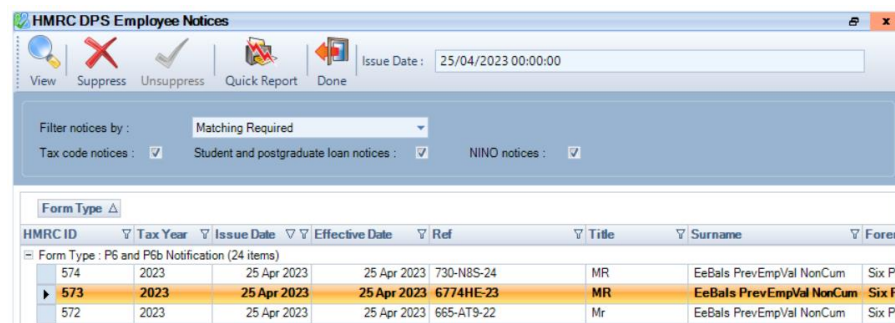 HMRC DPS Employee Notices
View Suppress Unsuppress Quick Report Done Issue Date : 25/04/2023 00:00:00
Filter notices by : Matching Required
Tax code notices : Student and postgraduate loan notices : NINO notices :
Form Type
HMRC ID Tax Year Issue Date Effective Date Ref Title Surname Fore
Form Type : P6 and P6b Notification (24 items)
574 2023 25 Apr 2023 25 Apr 2023 730-N8S-24 MR EeBals PrevEmpVal NonCum Six P
573 2023 25 Apr 2023 25 Apr 2023 6774HE-23 MR EeBals PrevEmpVal NonCum Six F
572 2023 25 Apr 2023 25 Apr 2023 665-AT9-22 Mr EeBals PrevEmpVal NonCum Six P